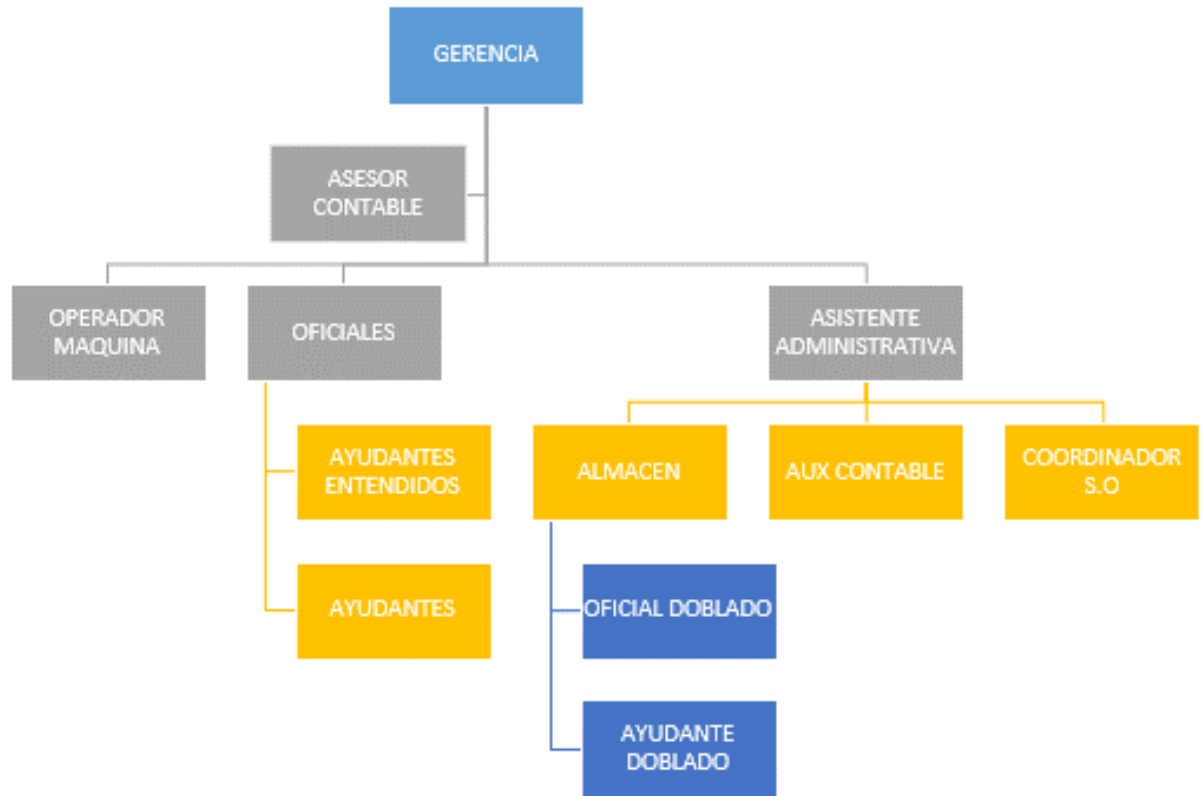 GERENCIA
ASESOR
CONTABLE
OPERADOR
MAQUINA
OFICIALES
ASISTENTE
ADMINISTRATIVA
AYUDANTES
ENTENDIDOS
ALMACEN
AUX CONTABLE
COORDINADOR
S.O
AYUDANTES
OFICIAL DOBLADO
AYUDANTE
DOBLADO